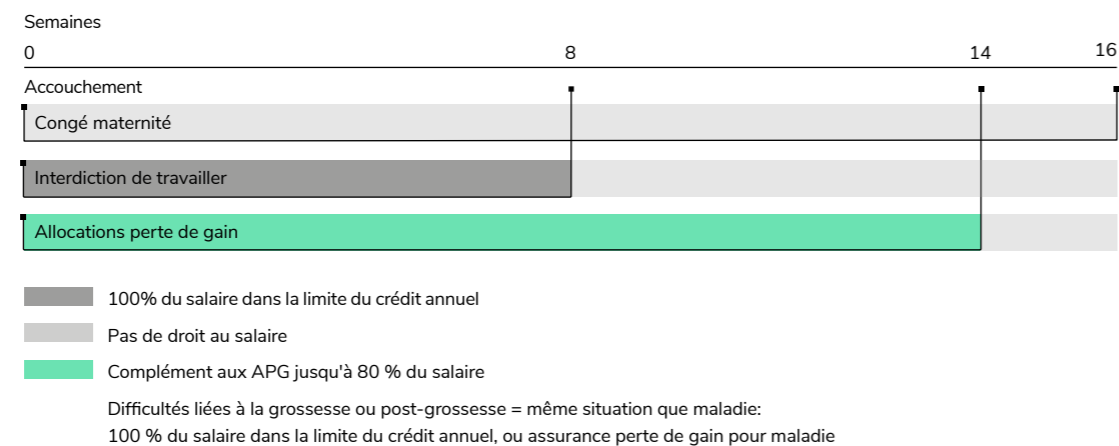 Semaines
0 8 14 16
Accouchement
Congé maternité
Interdiction de travailler
Allocations perte de gain
100% du salaire dans la limite du crédit annuel
Pas de droit au salaire
Complément aux APG jusqu'à 80 % du salaire
Difficultés liées à la grossesse ou post-grossesse = même situation que maladie:
100 % du salaire dans la limite du crédit annuel, ou assurance perte de gain pour maladie